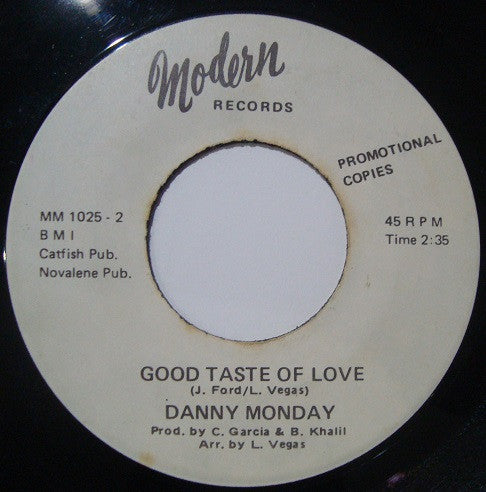 Modern
RECORDS
PROMOTIONAL
COPIES
MM 1025 - 2
B M I
Catfish Pub.
Novalene Pub.
45 R P M
Time 2:35
GOOD TASTE OF LOVE
(J. Ford/L. Vegas)
DANNY MONDAY
Prod. by C. Garcia & B. Khalil
Arr. by L. Vegas